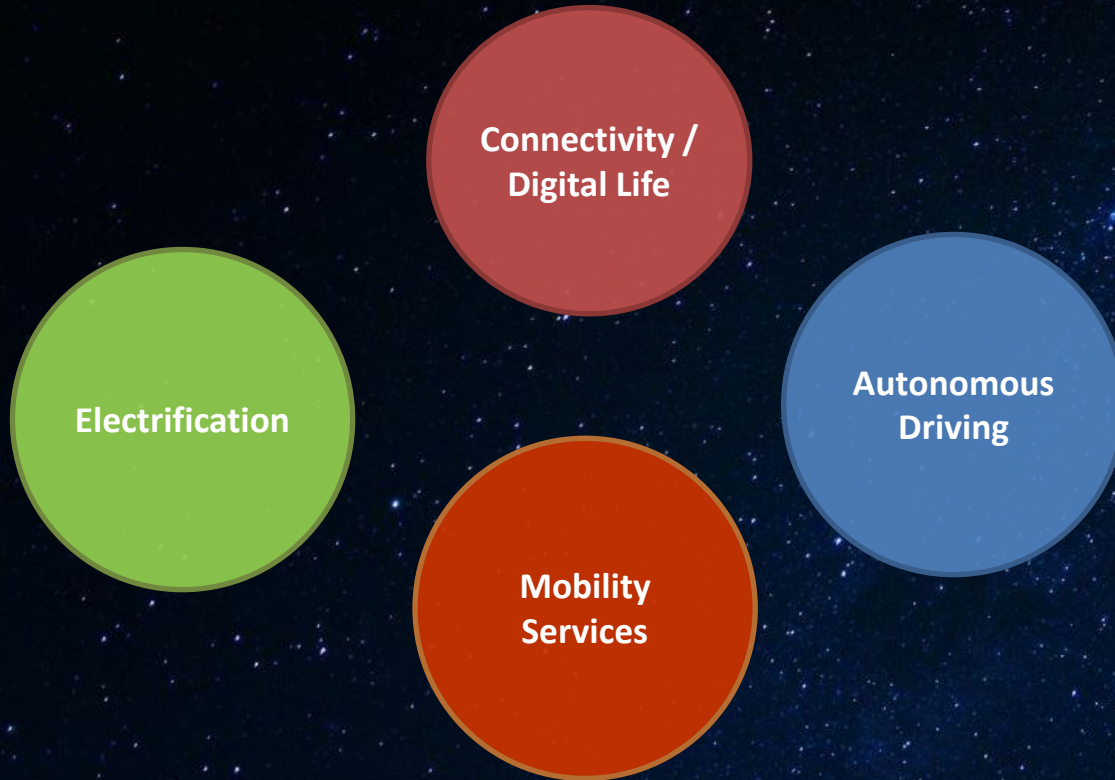 Connectivity /
Digital Life
Electrification
Autonomous
Driving
Mobility
Services